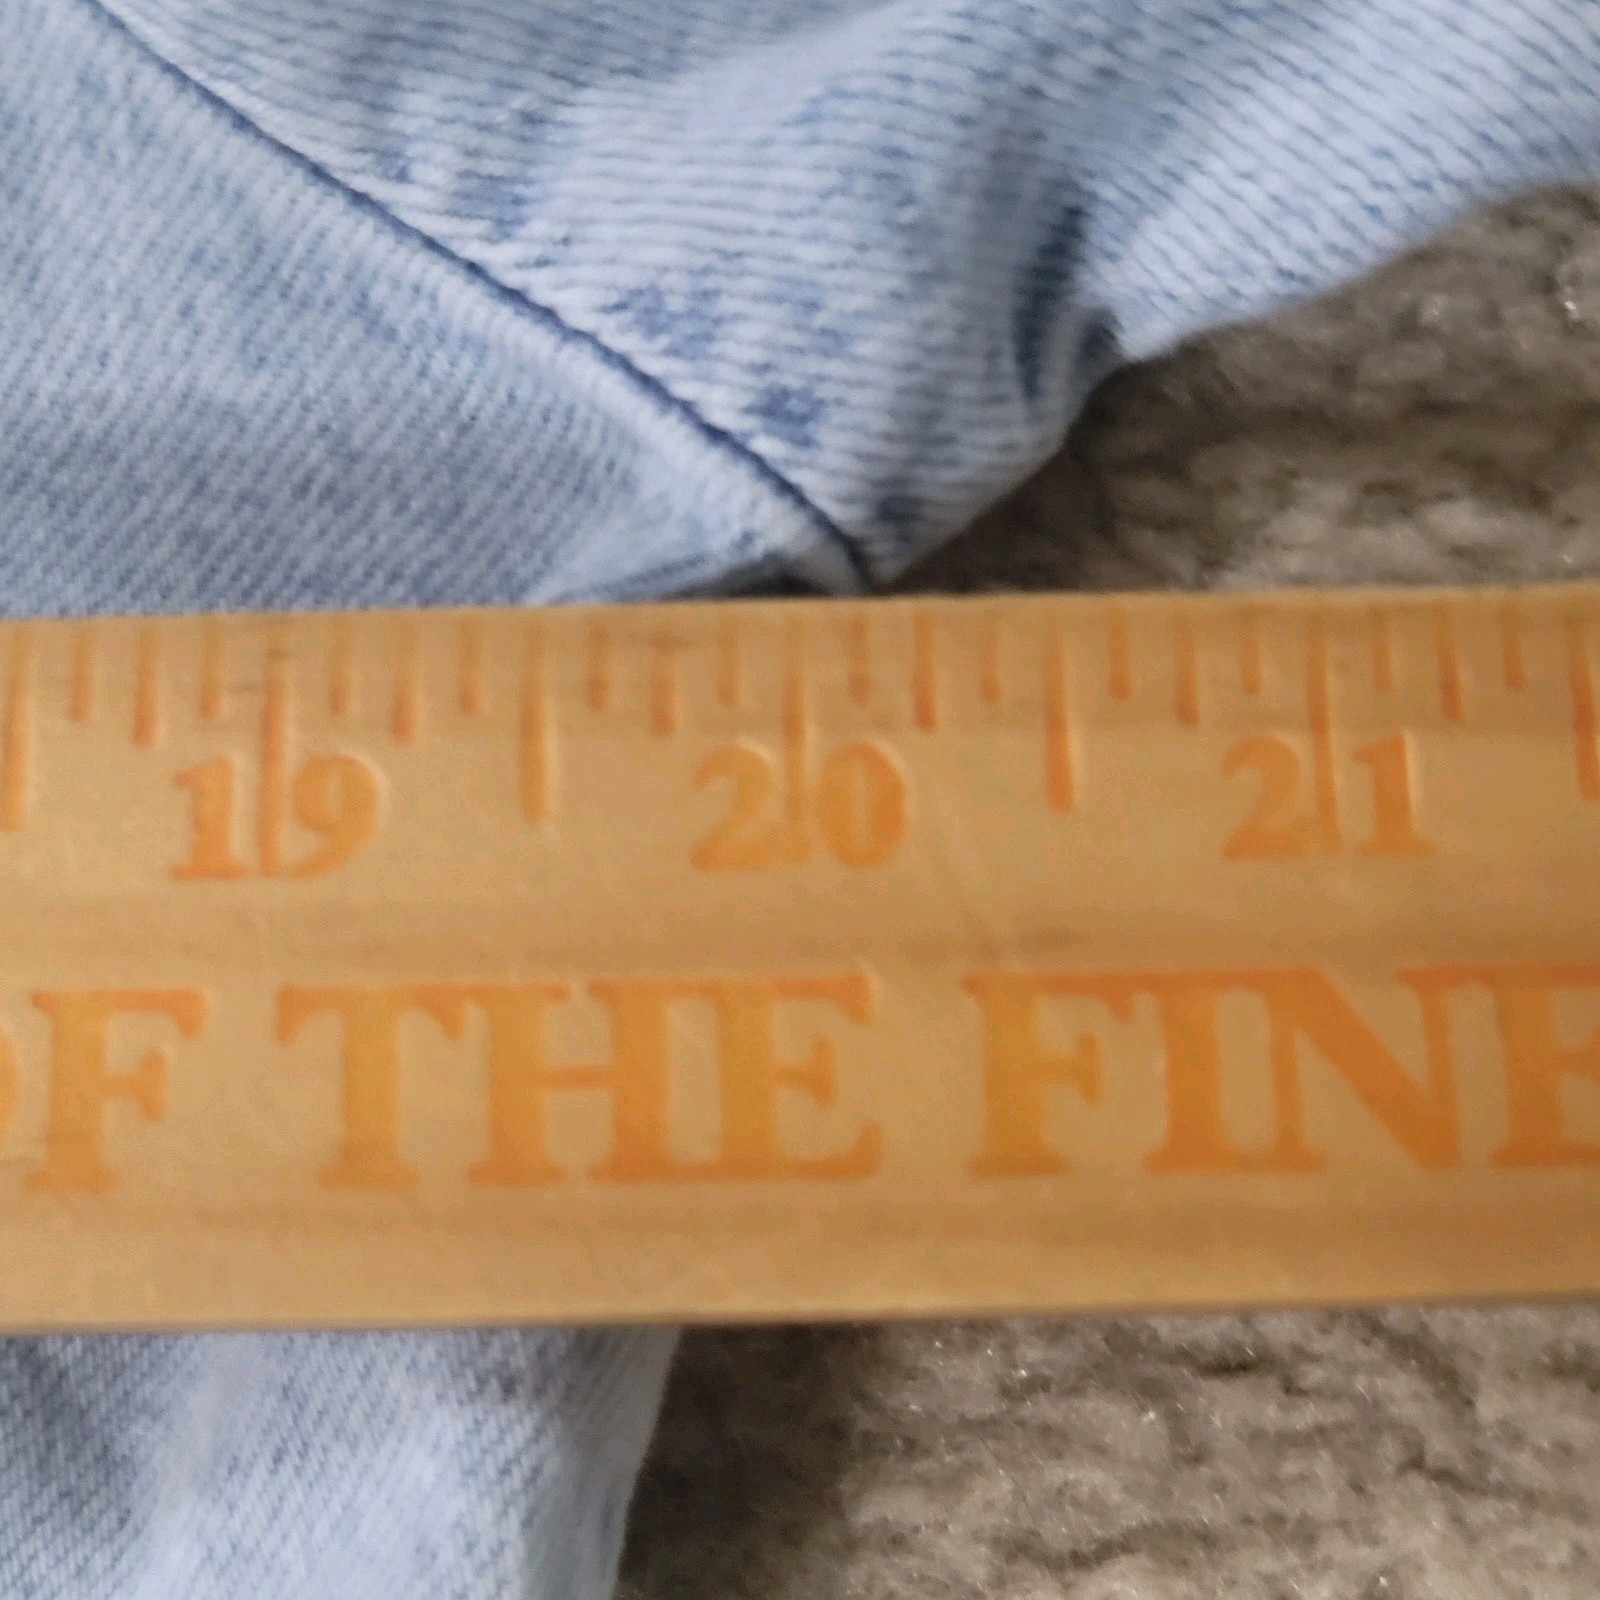 19 20 21
OF THE FINE